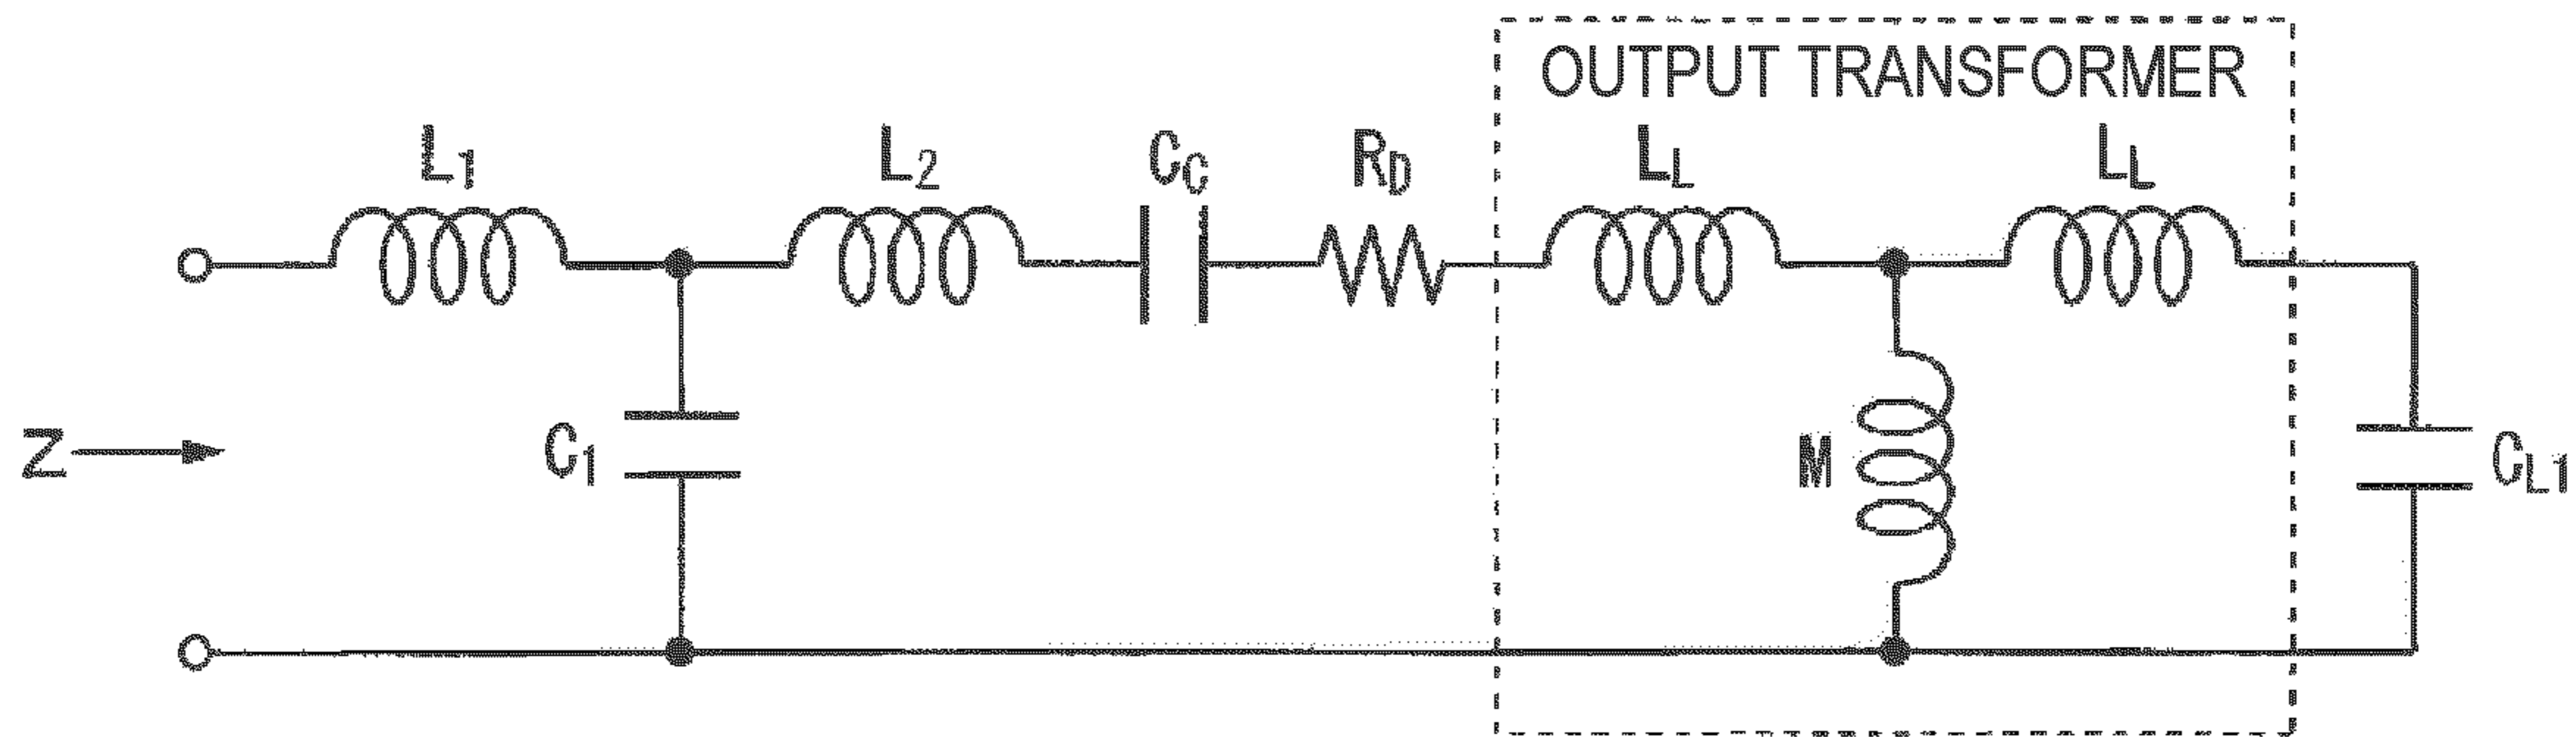 OUTPUT TRANSFORMER
L1
L2
CC
RD
LL
LL
Z
C1
M
CL1